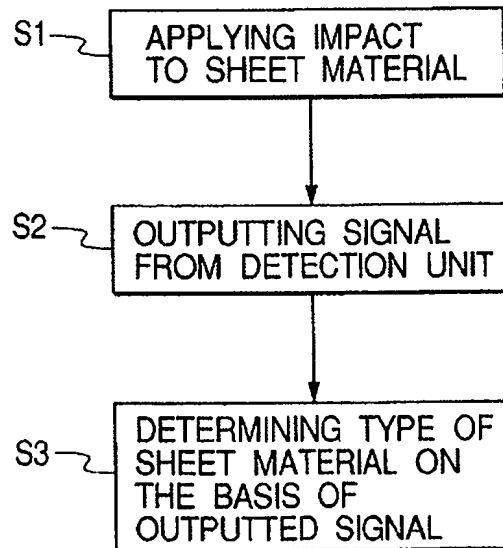 S1
APPLYING IMPACT
TO SHEET MATERIAL
S2
OUTPUTTING SIGNAL
FROM DETECTION UNIT
S3
DETERMINING TYPE OF
SHEET MATERIAL ON
THE BASIS OF
OUTPUTTED SIGNAL